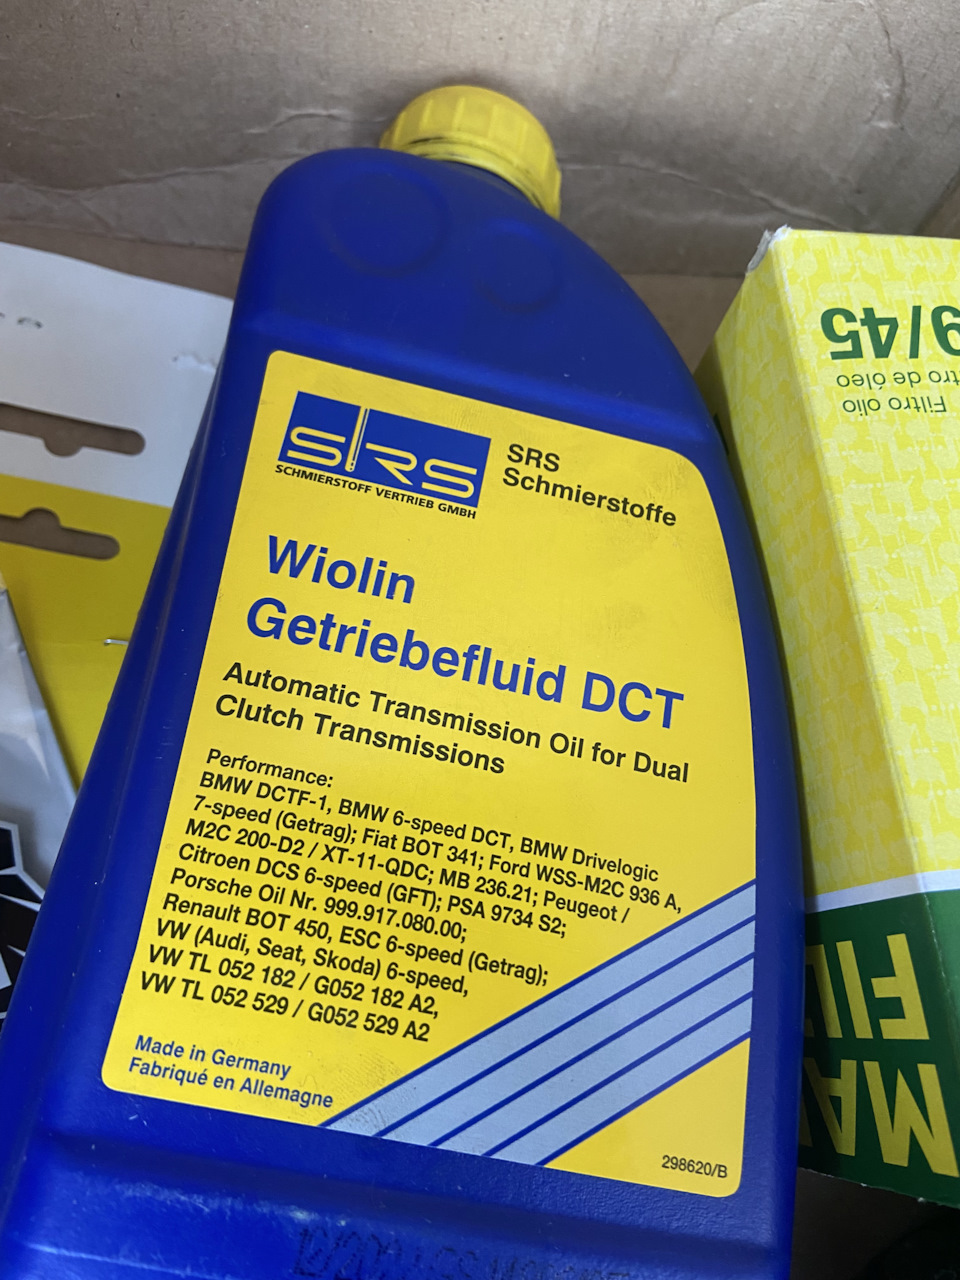 SRS
SCHMIERSTOFF VERTRIEB GMBH
SRS
Schmierstoffe
Wiolin
Getriebefluid DCT
Automatic Transmission Oil for Dual
Clutch Transmissions
Performance:
BMW DCTF-1, BMW 6-speed DCT, BMW Drivelogic
7-speed (Getrag); Fiat BOT 341; Ford WSS-M2C 936 A,
M2C 200-D2 / XT-11-QDC; MB 236.21; Peugeot /
Citroen DCS 6-speed (GFT); PSA 9734 S2;
Porsche Oil Nr. 999.917.080.00;
Renault BOT 450, ESC 6-speed (Getrag);
VW (Audi, Seat, Skoda) 6-speed,
VW TL 052 182 / G052 182 A2,
VW TL 052 529 / G052 529 A2
Made in Germany
Fabriqué en Allemagne
298620/B
9/45
de óleo
Filtro olio